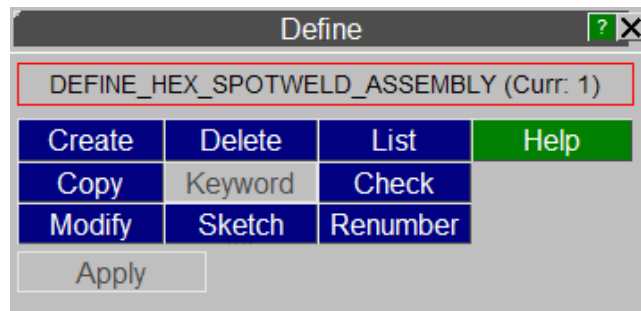 Define ? X
DEFINE_HEX_SPOTWELD_ASSEMBLY (Curr: 1)
Create Delete List Help
Copy Keyword Check
Modify Sketch Renumber
Apply